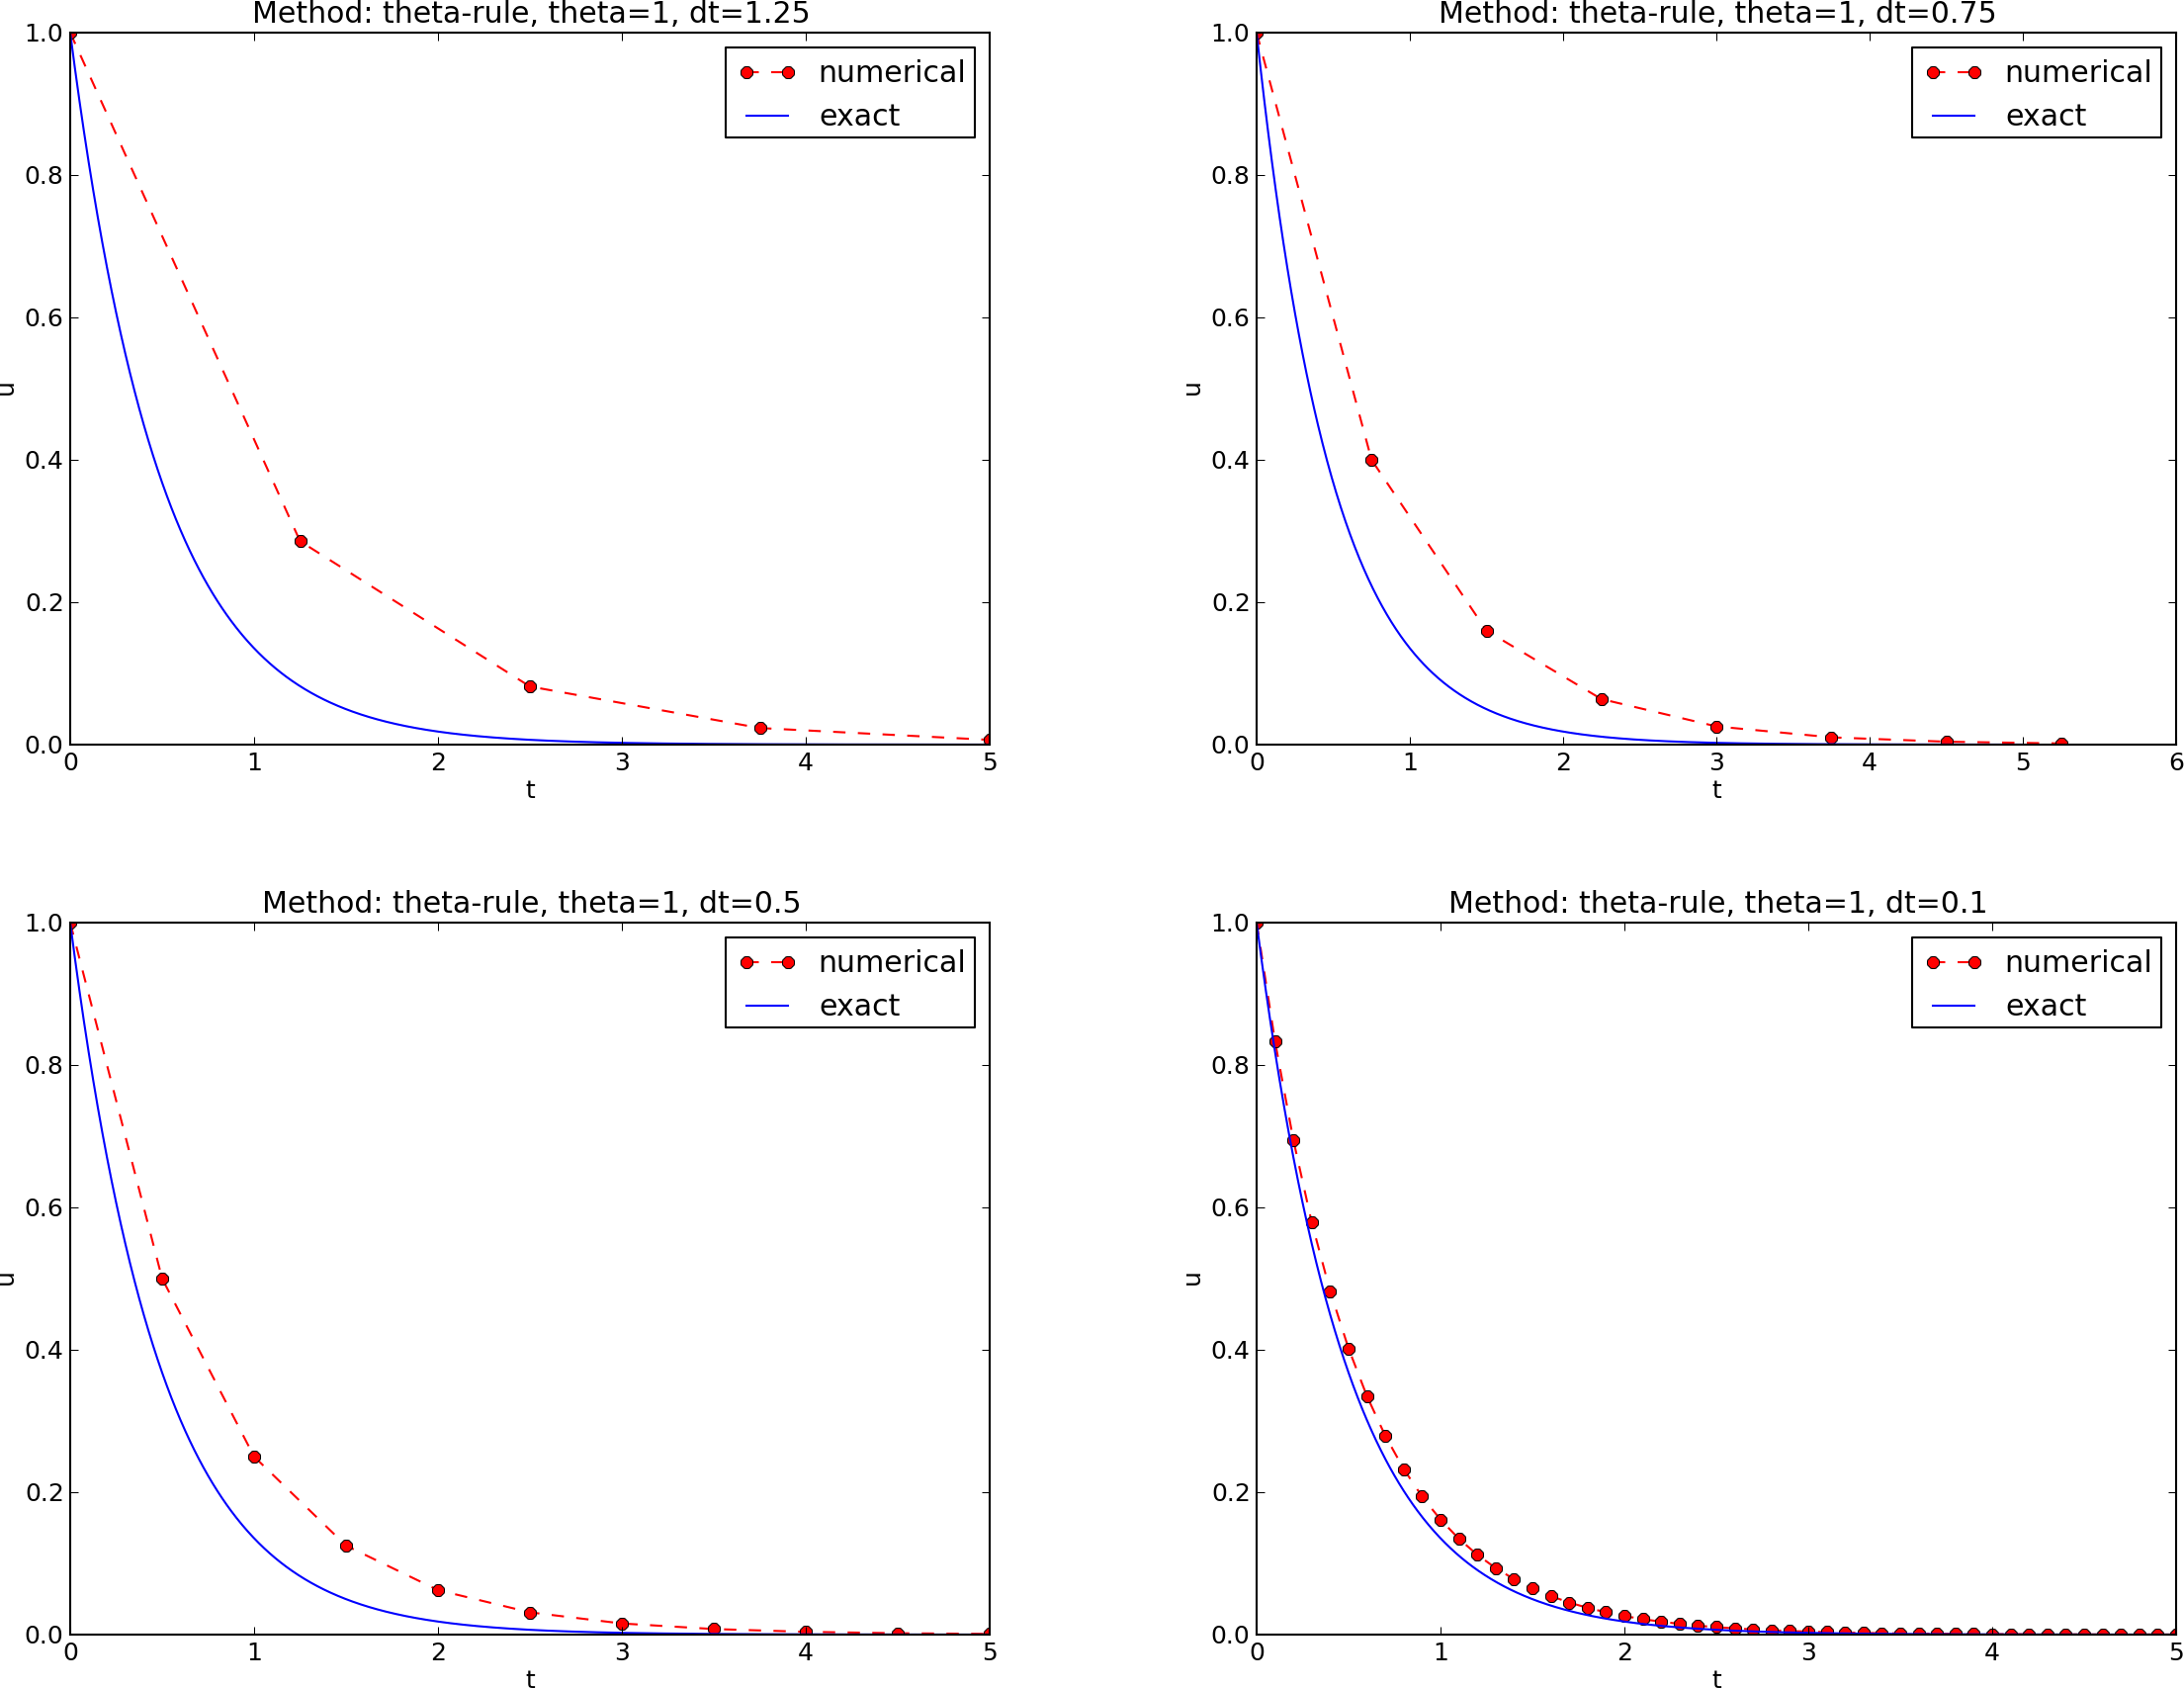 Method: theta-rule, theta=1, dt=1.25
1.0
0.8
0.6
0.4
0.2
0.0
u
numerical
exact
0 1 2 3 4 5
t
Method: theta-rule, theta=1, dt=0.75
1.0
0.8
0.6
0.4
0.2
0.0
u
numerical
exact
0 1 2 3 4 5 6
t
Method: theta-rule, theta=1, dt=0.5
1.0
0.8
0.6
0.4
0.2
0.0
u
numerical
exact
0 1 2 3 4 5
t
Method: theta-rule, theta=1, dt=0.1
1.0
0.8
0.6
0.4
0.2
0.0
u
numerical
exact
0 1 2 3 4 5
t